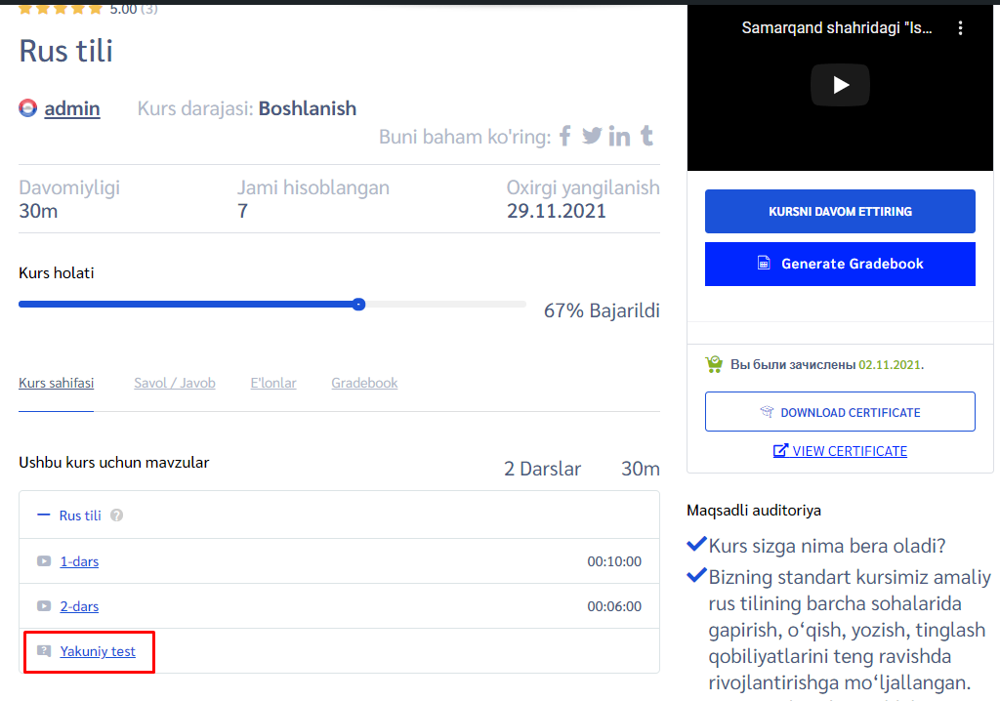 5.00 (3)
Rus tili
admin Kurs darajasi: Boshlanish
Buni baham ko'ring:
Davomiyligi Jami hisoblangan Oxirgi yangilanish
30m 7 29.11.2021
Kurs holati
67% Bajarildi
Kurs sahifasi Savol / Javob E'lonlar Gradebook
Ushbu kurs uchun mavzular 2 Darslar 30m
Rus tili
1-dars 00:10:00
2-dars 00:06:00
Yakuniy test
Samarqand shahridagi "Is...
KURSNI DAVOM ETTIRING
Generate Gradebook
Вы были зачислены 02.11.2021.
DOWNLOAD CERTIFICATE
VIEW CERTIFICATE
Maqsadli auditoriya
Kurs sizga nima bera oladi?
Bizning standart kursimiz amaliy
rus tilining barcha sohalarida
gapirish, o‘qish, yozish, tinglash
qobiliyatlarini teng ravishda
rivojlantirishga mo‘ljallangan.